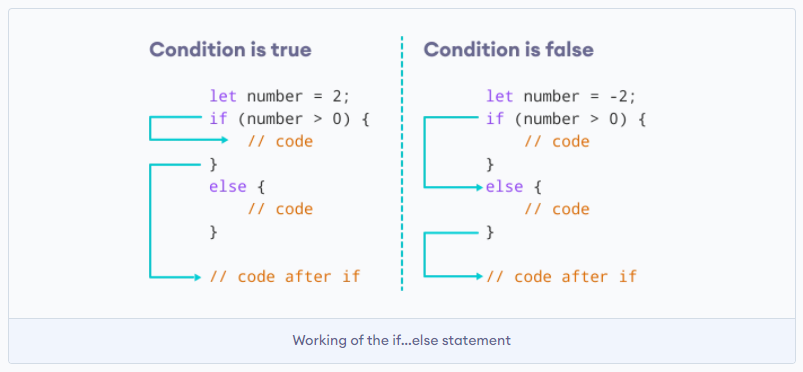 Condition is true
let number = 2;
if (number > 0) {
// code
}
else {
// code
}
// code after if
Condition is false
let number = -2;
if (number > 0) {
// code
}
else {
// code
}
// code after if
Working of the if...else statement